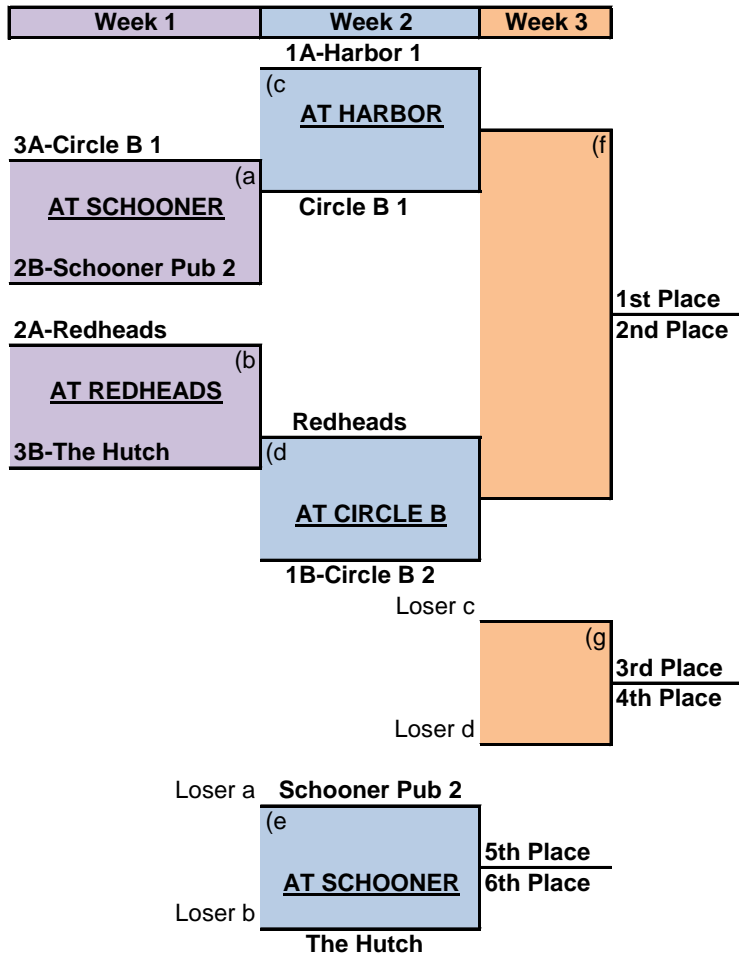 Week 1 Week 2 Week 3
1A-Harbor 1
(c
AT HARBOR
(f
3A-Circle B 1
(a
AT SCHOONER
Circle B 1
2B-Schooner Pub 2
1st Place
2nd Place
2A-Redheads
(b
AT REDHEADS
Redheads
3B-The Hutch
(d
AT CIRCLE B
1B-Circle B 2
Loser c
(g
3rd Place
4th Place
Loser d
Loser a Schooner Pub 2
(e
5th Place
AT SCHOONER 6th Place
Loser b
The Hutch